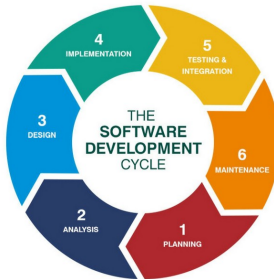 THE
SOFTWARE
DEVELOPMENT
CYCLE
1
PLANNING
2
ANALYSIS
3
DESIGN
4
IMPLEMENTATION
5
TESTING &
INTEGRATION
6
MAINTENANCE